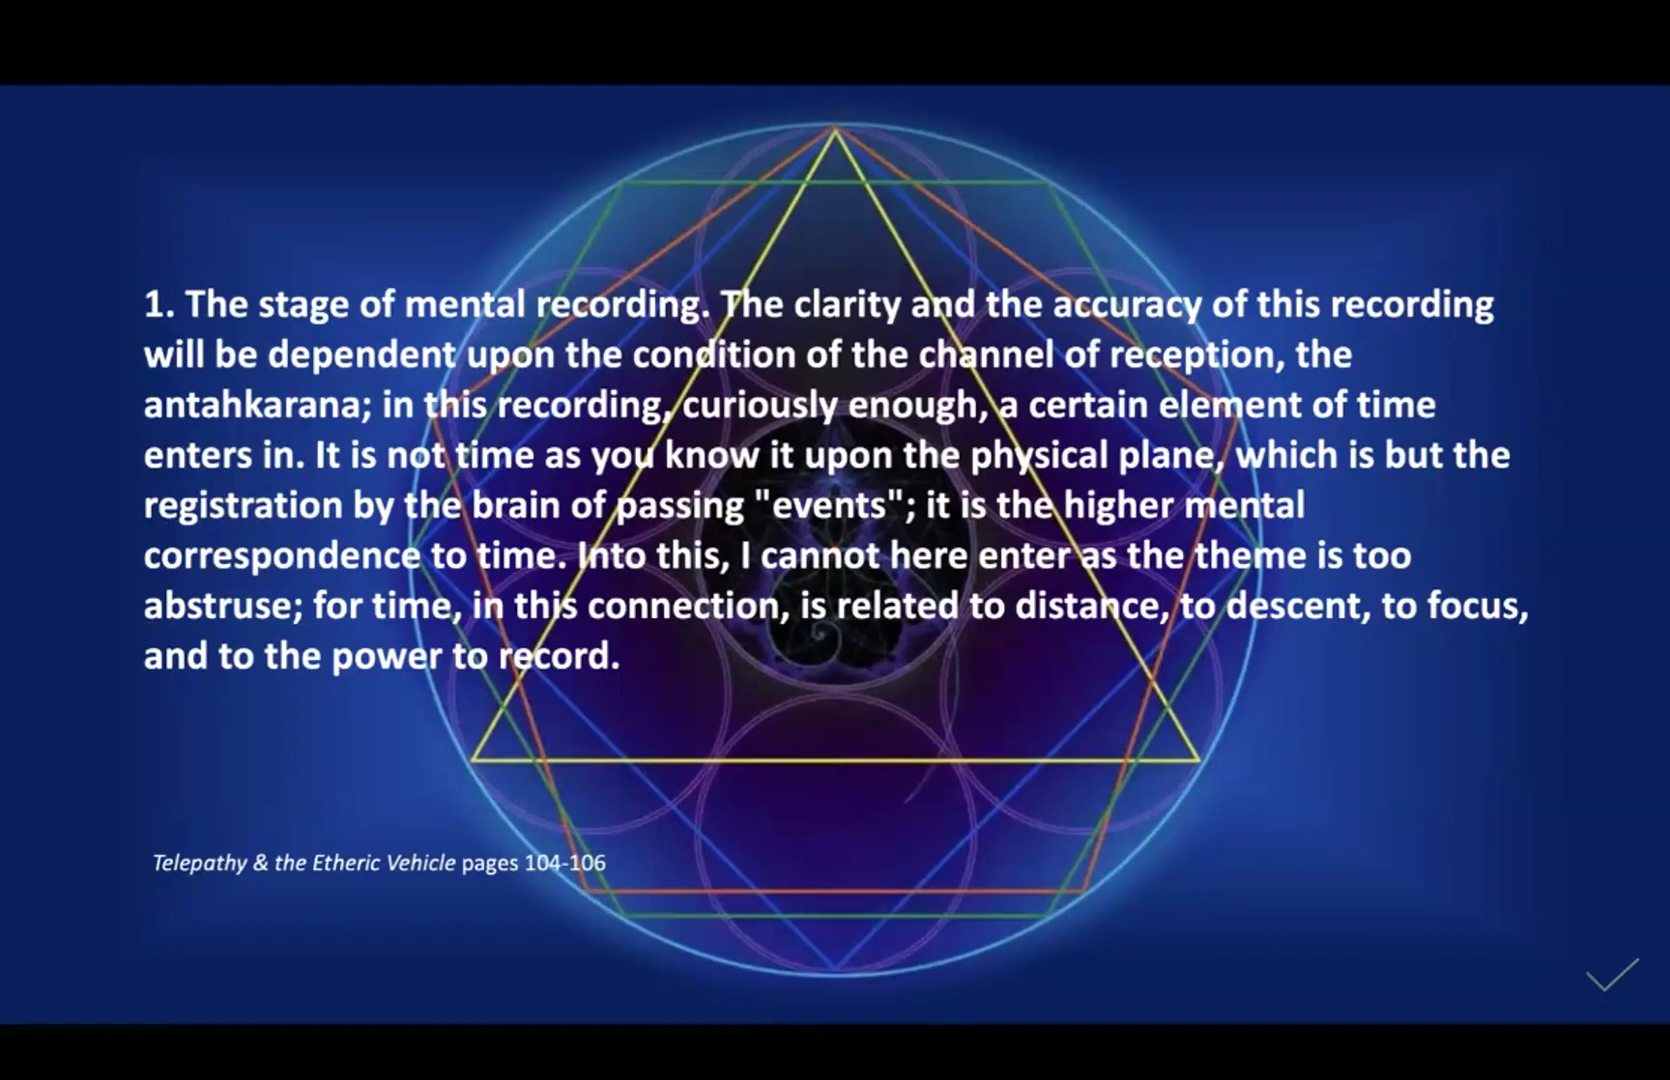 1. The stage of mental recording. The clarity and the accuracy of this recording
will be dependent upon the condition of the channel of reception, the
antahkarana; in this recording, curiously enough, a certain element of time
enters in. It is not time as you know it upon the physical plane, which is but the
registration by the brain of passing "events"; it is the higher mental
correspondence to time. Into this, I cannot here enter as the theme is too
abstruse; for time, in this connection, is related to distance, to descent, to focus,
and to the power to record.
Telepathy & the Etheric Vehicle pages 104-106